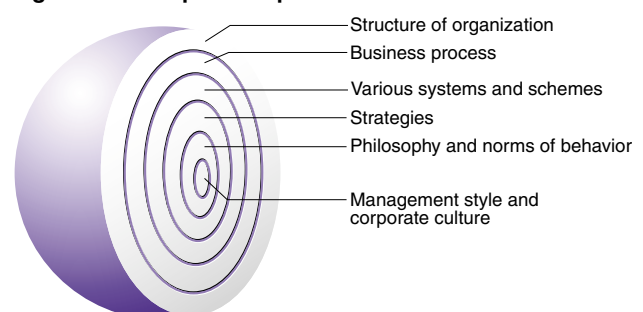 Structure of organization
Business process
Various systems and schemes
Strategies
Philosophy and norms of behavior
Management style and
corporate culture